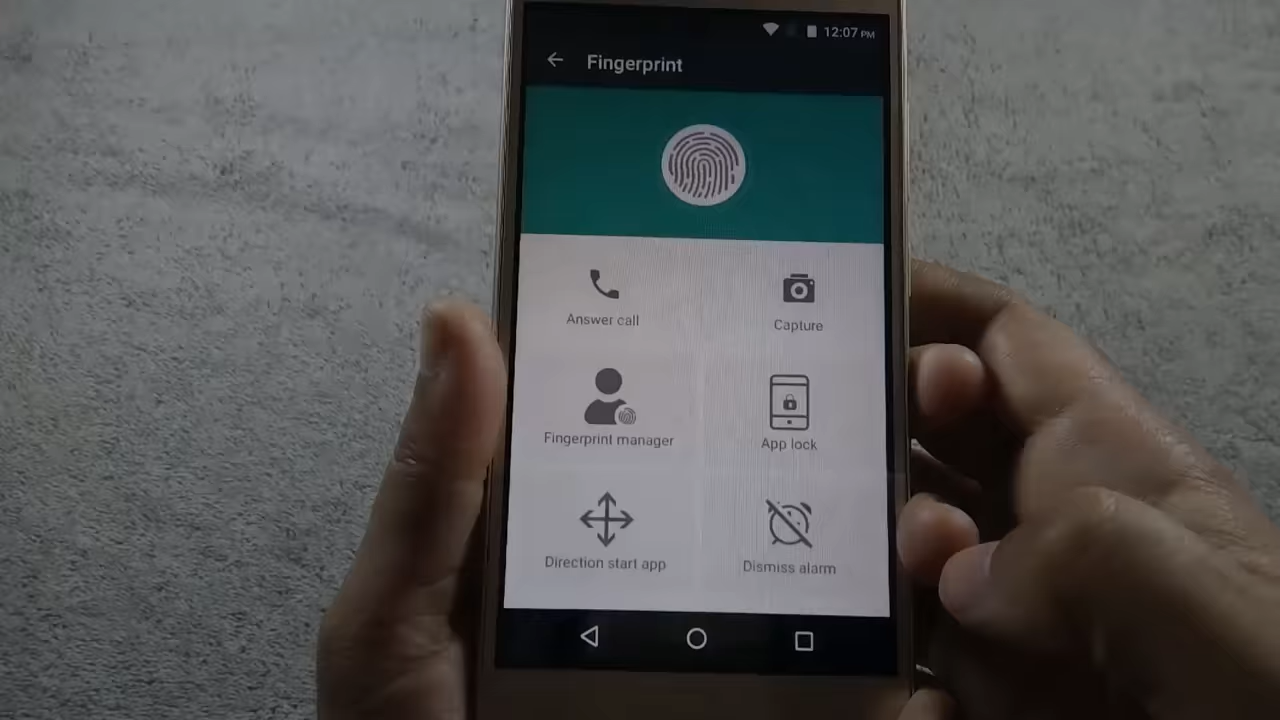 12:07 PM
Fingerprint
Answer call
Capture
Fingerprint manager
App lock
Direction start app
Dismiss alarm